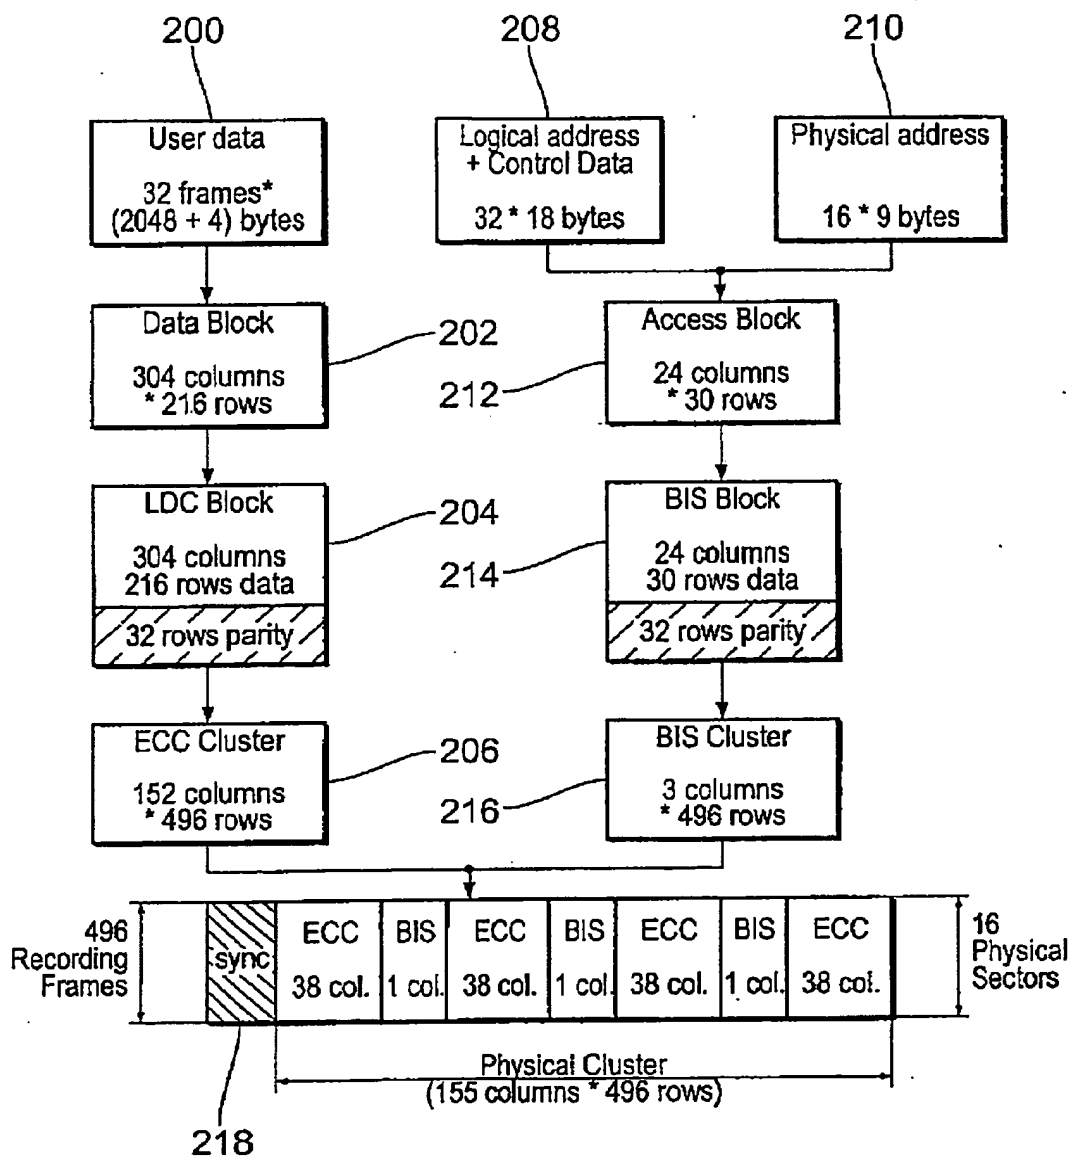 200
208
210
User data
32 frames*
(2048 + 4) bytes
Logical address
+ Control Data
32 * 18 bytes
Physical address
16 * 9 bytes
Data Block
304 columns
* 216 rows
202
212
Access Block
24 columns
* 30 rows
LDC Block
304 columns
216 rows data
32 rows parity
204
214
BIS Block
24 columns
30 rows data
32 rows parity
ECC Cluster
152 columns
* 496 rows
206
216
BIS Cluster
3 columns
* 496 rows
496
Recording
Frames
sync
ECC
38 col.
BIS
1 col.
ECC
38 col.
BIS
1 col.
ECC
38 col.
BIS
1 col.
ECC
38 col.
16
Physical
Sectors
Physical Cluster
(155 columns * 496 rows)
218